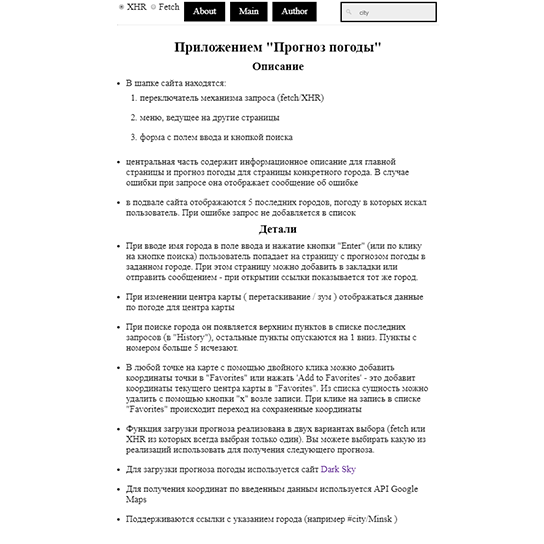 XHR Fetch About Main Author city
Приложением "Прогноз погоды"
Описание
В шапке сайта находятся:
1. переключатель механизма запроса (fetch/XHR)
2. меню, ведущее на другие страницы
3. форма с полем ввода и кнопкой поиска
центральная часть содержит информационное описание для главной
страницы и прогноз погоды для страницы конкретного города. В случае
ошибки при запросе она отображает сообщение об ошибке
в подвале сайта отображаются 5 последних городов, погоду в которых искал
пользователь. При ошибке запрос не добавляется в список
Детали
При вводе имя города в поле ввода и нажатие кнопки "Enter" (или по клику
на кнопке поиска) пользователь попадает на страницу с прогнозом погоды в
заданном городе. При этом страницу можно добавить в закладки или
отправить сообщением - при открытии ссылки показывается тот же город.
При изменении центра карты ( перетаскивание / зум ) отображаться данные
по погоде для центра карты
При поиске города он появляется верхним пунктов в списке последних
запросов (в "History"), остальные пункты опускаются на 1 вниз. Пункты с
номером больше 5 исчезают.
В любой точке на карте с помощью двойного клика можно добавить
координаты точки в "Favorites" или нажать 'Add to Favorites' - это добавит
координаты текущего центра карты в "Favorites". Из списка сущность можно
удалить с помощью кнопки "x" возле записи. При клике на запись в списке
"Favorites" происходит переход на сохраненные координаты
Функция загрузки прогноза реализована в двух вариантах выбора (fetch или
XHR из которых всегда выбран только один). Вы можете выбирать какую из
реализаций использовать для получения следующего прогноза.
Для загрузки прогноза погоды используется сайт Dark Sky
Для получения координат по введенным данным используется API Google
Maps
Поддерживаются ссылки с указанием города (например #city/Minsk )